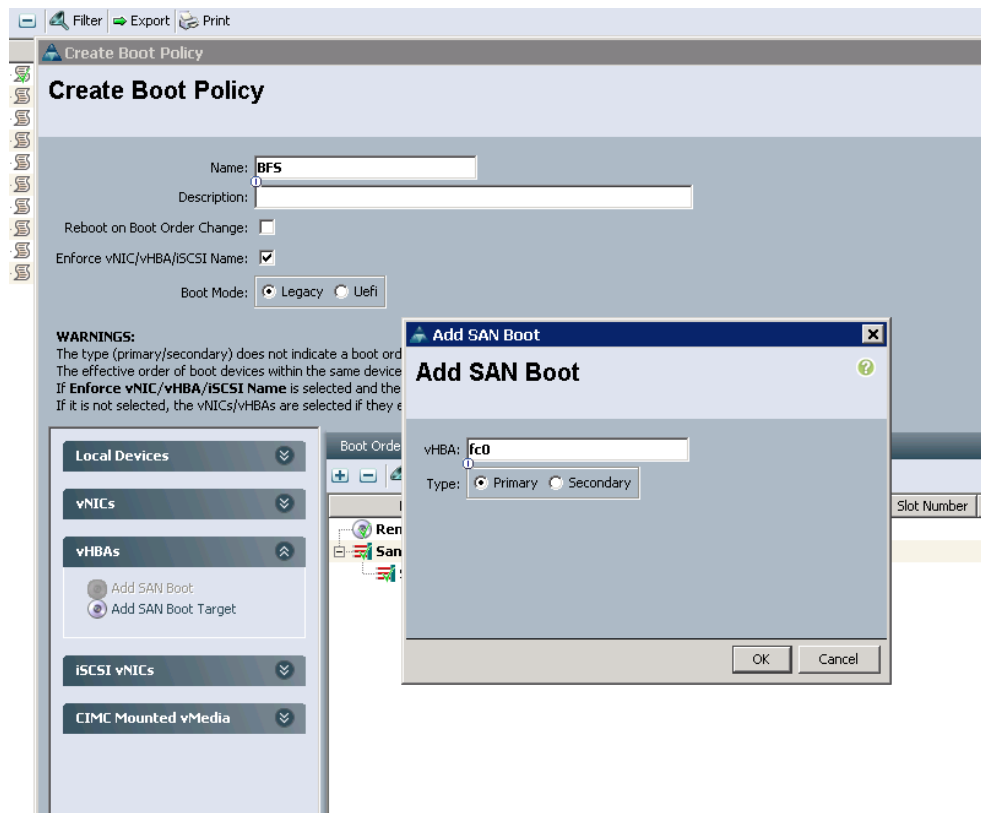 Filter Export Print
Create Boot Policy
Create Boot Policy
Name: BFS
Description:
Reboot on Boot Order Change:
Enforce vNIC/vHBA/iSCSI Name:
Boot Mode: Legacy Uefi
WARNINGS:
The type (primary/secondary) does not indicate a boot ord
The effective order of boot devices within the same device
If Enforce vNIC/vHBA/iSCSI Name is selected and the
If it is not selected, the vNICs/vHBAs are selected if they e
Local Devices
vNICs
vHBAs
Add SAN Boot
Add SAN Boot Target
iSCSI vNICs
CIMC Mounted vMedia
Boot Orde
Slot Number
Ren
San
Add SAN Boot
Add SAN Boot
vHBA: fc0
Type: Primary Secondary
OK Cancel